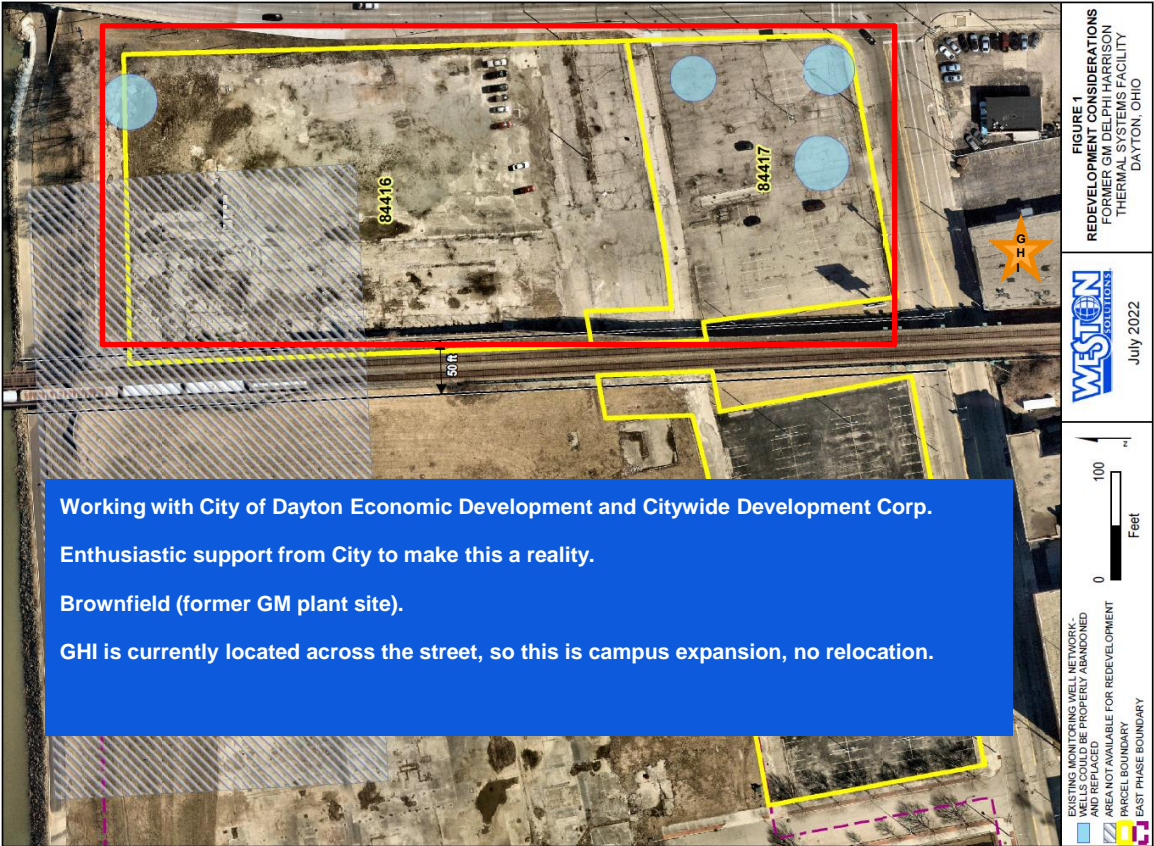 84416
84417
50 ft
G
H
I
Working with City of Dayton Economic Development and Citywide Development Corp.
Enthusiastic support from City to make this a reality.
Brownfield (former GM plant site).
GHI is currently located across the street, so this is campus expansion, no relocation.
FIGURE 1
REDEVELOPMENT CONSIDERATIONS
FORMER GM DELPHI HARRISON
THERMAL SYSTEMS FACILITY
DAYTON, OHIO
WESTON
SOLUTIONS
July 2022
N
0 100
Feet
EXISTING MONITORING WELL NETWORK -
WELLS COULD BE PROPERLY ABANDONED
AND REPLACED
AREA NOT AVAILABLE FOR REDEVELOPMENT
PARCEL BOUNDARY
EAST PHASE BOUNDARY